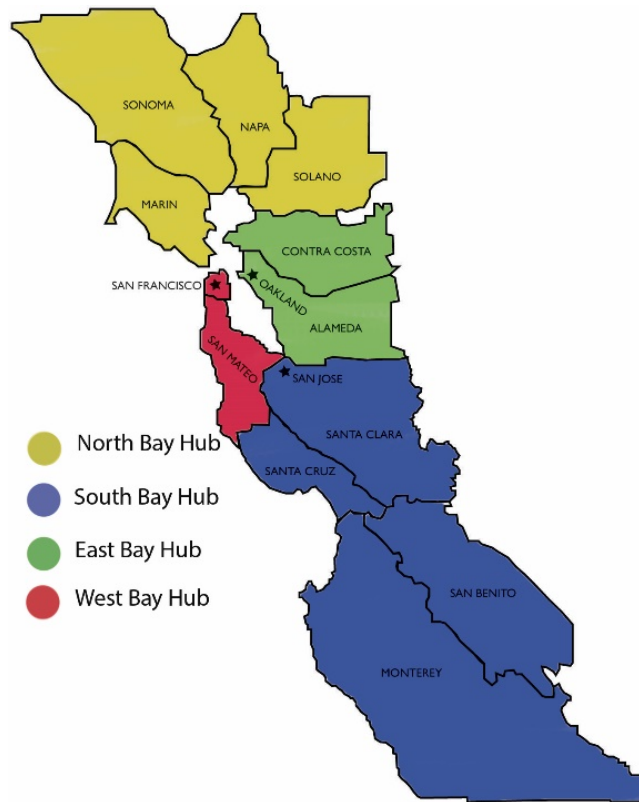 SONOMA
NAPA
SOLANO
MARIN
CONTRA COSTA
SAN FRANCISCO
OAKLAND
ALAMEDA
SAN MATEO
SAN JOSE
SANTA CLARA
SANTA CRUZ
North Bay Hub
South Bay Hub
East Bay Hub
West Bay Hub
SAN BENITO
MONTEREY